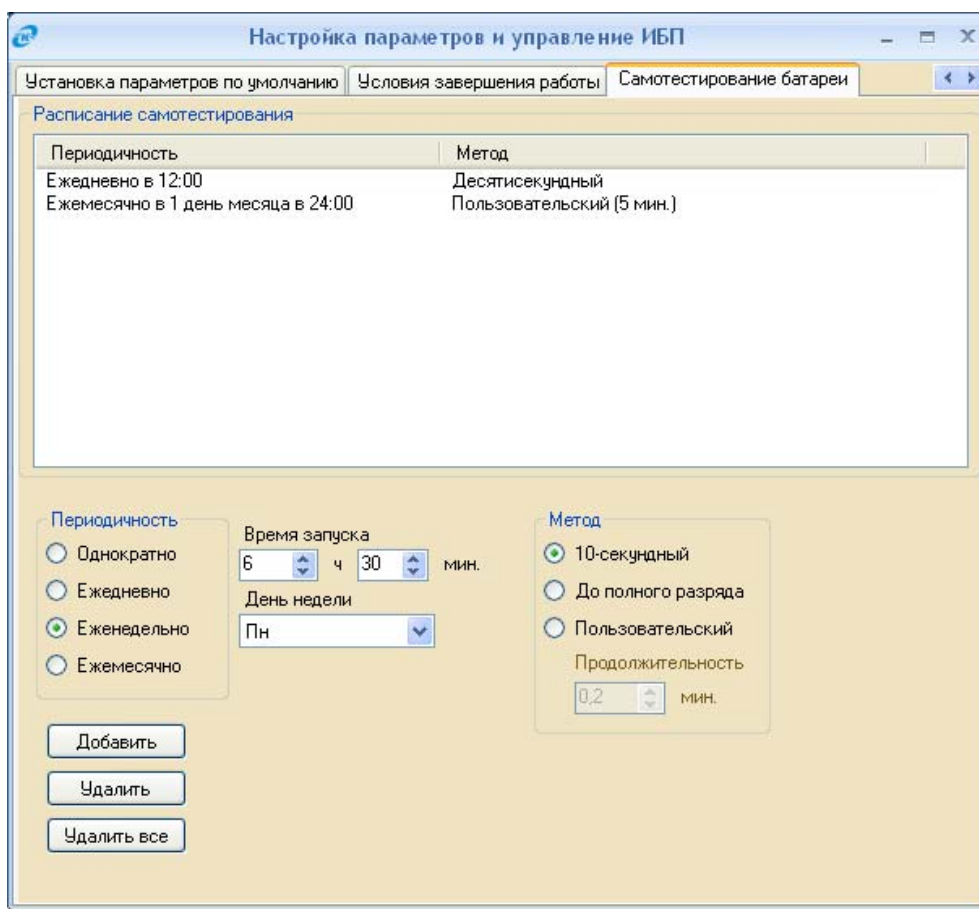 Настройка параметров и управление ИБП
Установка параметров по умолчанию Условия завершения работы Самотестирование батареи
Расписание самотестирования
Периодичность Метод
Ежедневно в 12:00 Десятисекундный
Ежемесячно в 1 день месяца в 24:00 Пользовательский (5 мин.)
Периодичность
Однократно
Ежедневно
Еженедельно
Ежемесячно
Время запуска
6 ч 30 мин.
День недели
Пн
Метод
10-секундный
До полного разряда
Пользовательский
Продолжительность
0,2 мин.
Добавить
Удалить
Удалить все